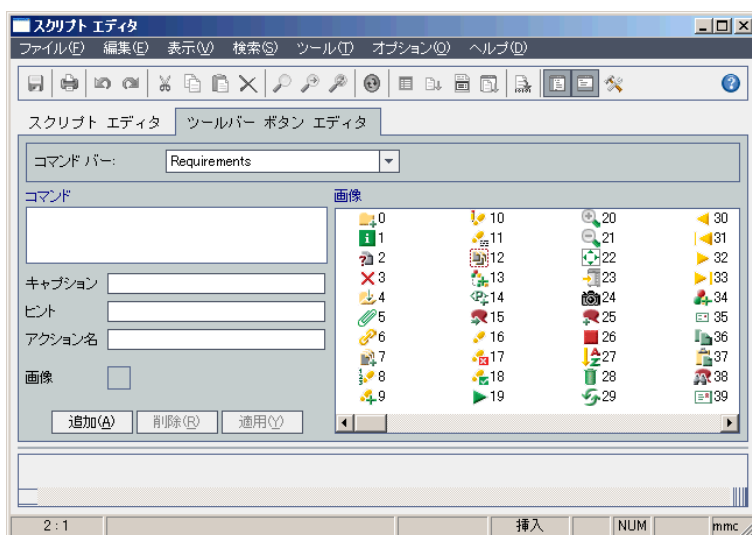 スクリプト エディタ
ファイル(F) 編集(E) 表示(V) 検索(S) ツール(T) オプション(O) ヘルプ(D)
スクリプト エディタ ツールバー ボタン エディタ
コマンド バー: Requirements
コマンド
画像
キャプション
ヒント
アクション名
画像
追加(A) 削除(R) 適用(Y)
0 10 20 30
1 11 21 31
2 12 22 32
3 13 23 33
4 14 24 34
5 15 25 35
6 16 26 36
7 17 27 37
8 18 28 38
9 19 29 39
2 : 1 挿入 NUM mmc